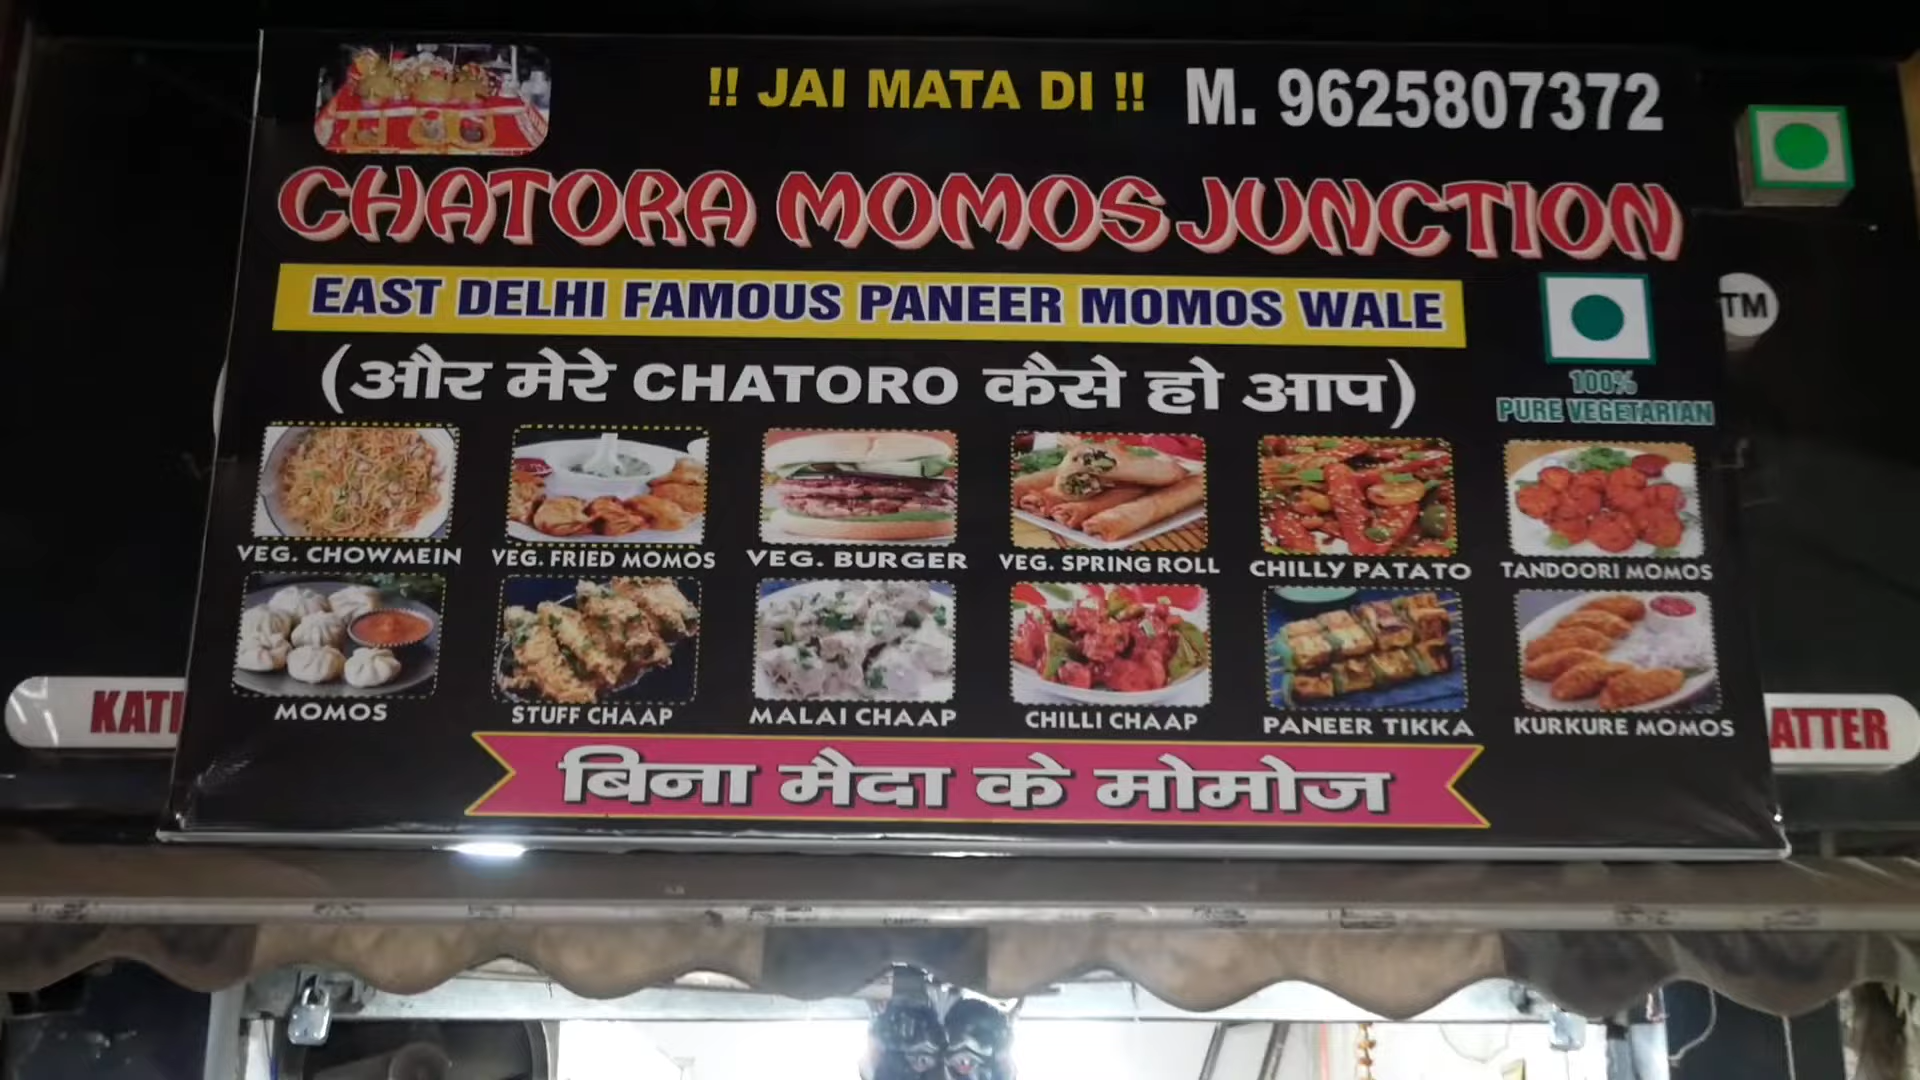 !! JAI MATA DI !! M. 9625807372
CHATORA MOMOS JUNCTION
EAST DELHI FAMOUS PANEER MOMOS WALE
TM
(और मेरे CHATORO कैसे हो आप)
100%
PURE VEGETARIAN
VEG. CHOWMEIN VEG. FRIED MOMOS VEG. BURGER VEG. SPRING ROLL CHILLY PATATO TANDOORI MOMOS
MOMOS STUFF CHAAP MALAI CHAAP CHILLI CHAAP PANEER TIKKA KURKURE MOMOS
KATI
ATTER
बिना मैदा के मोमोज